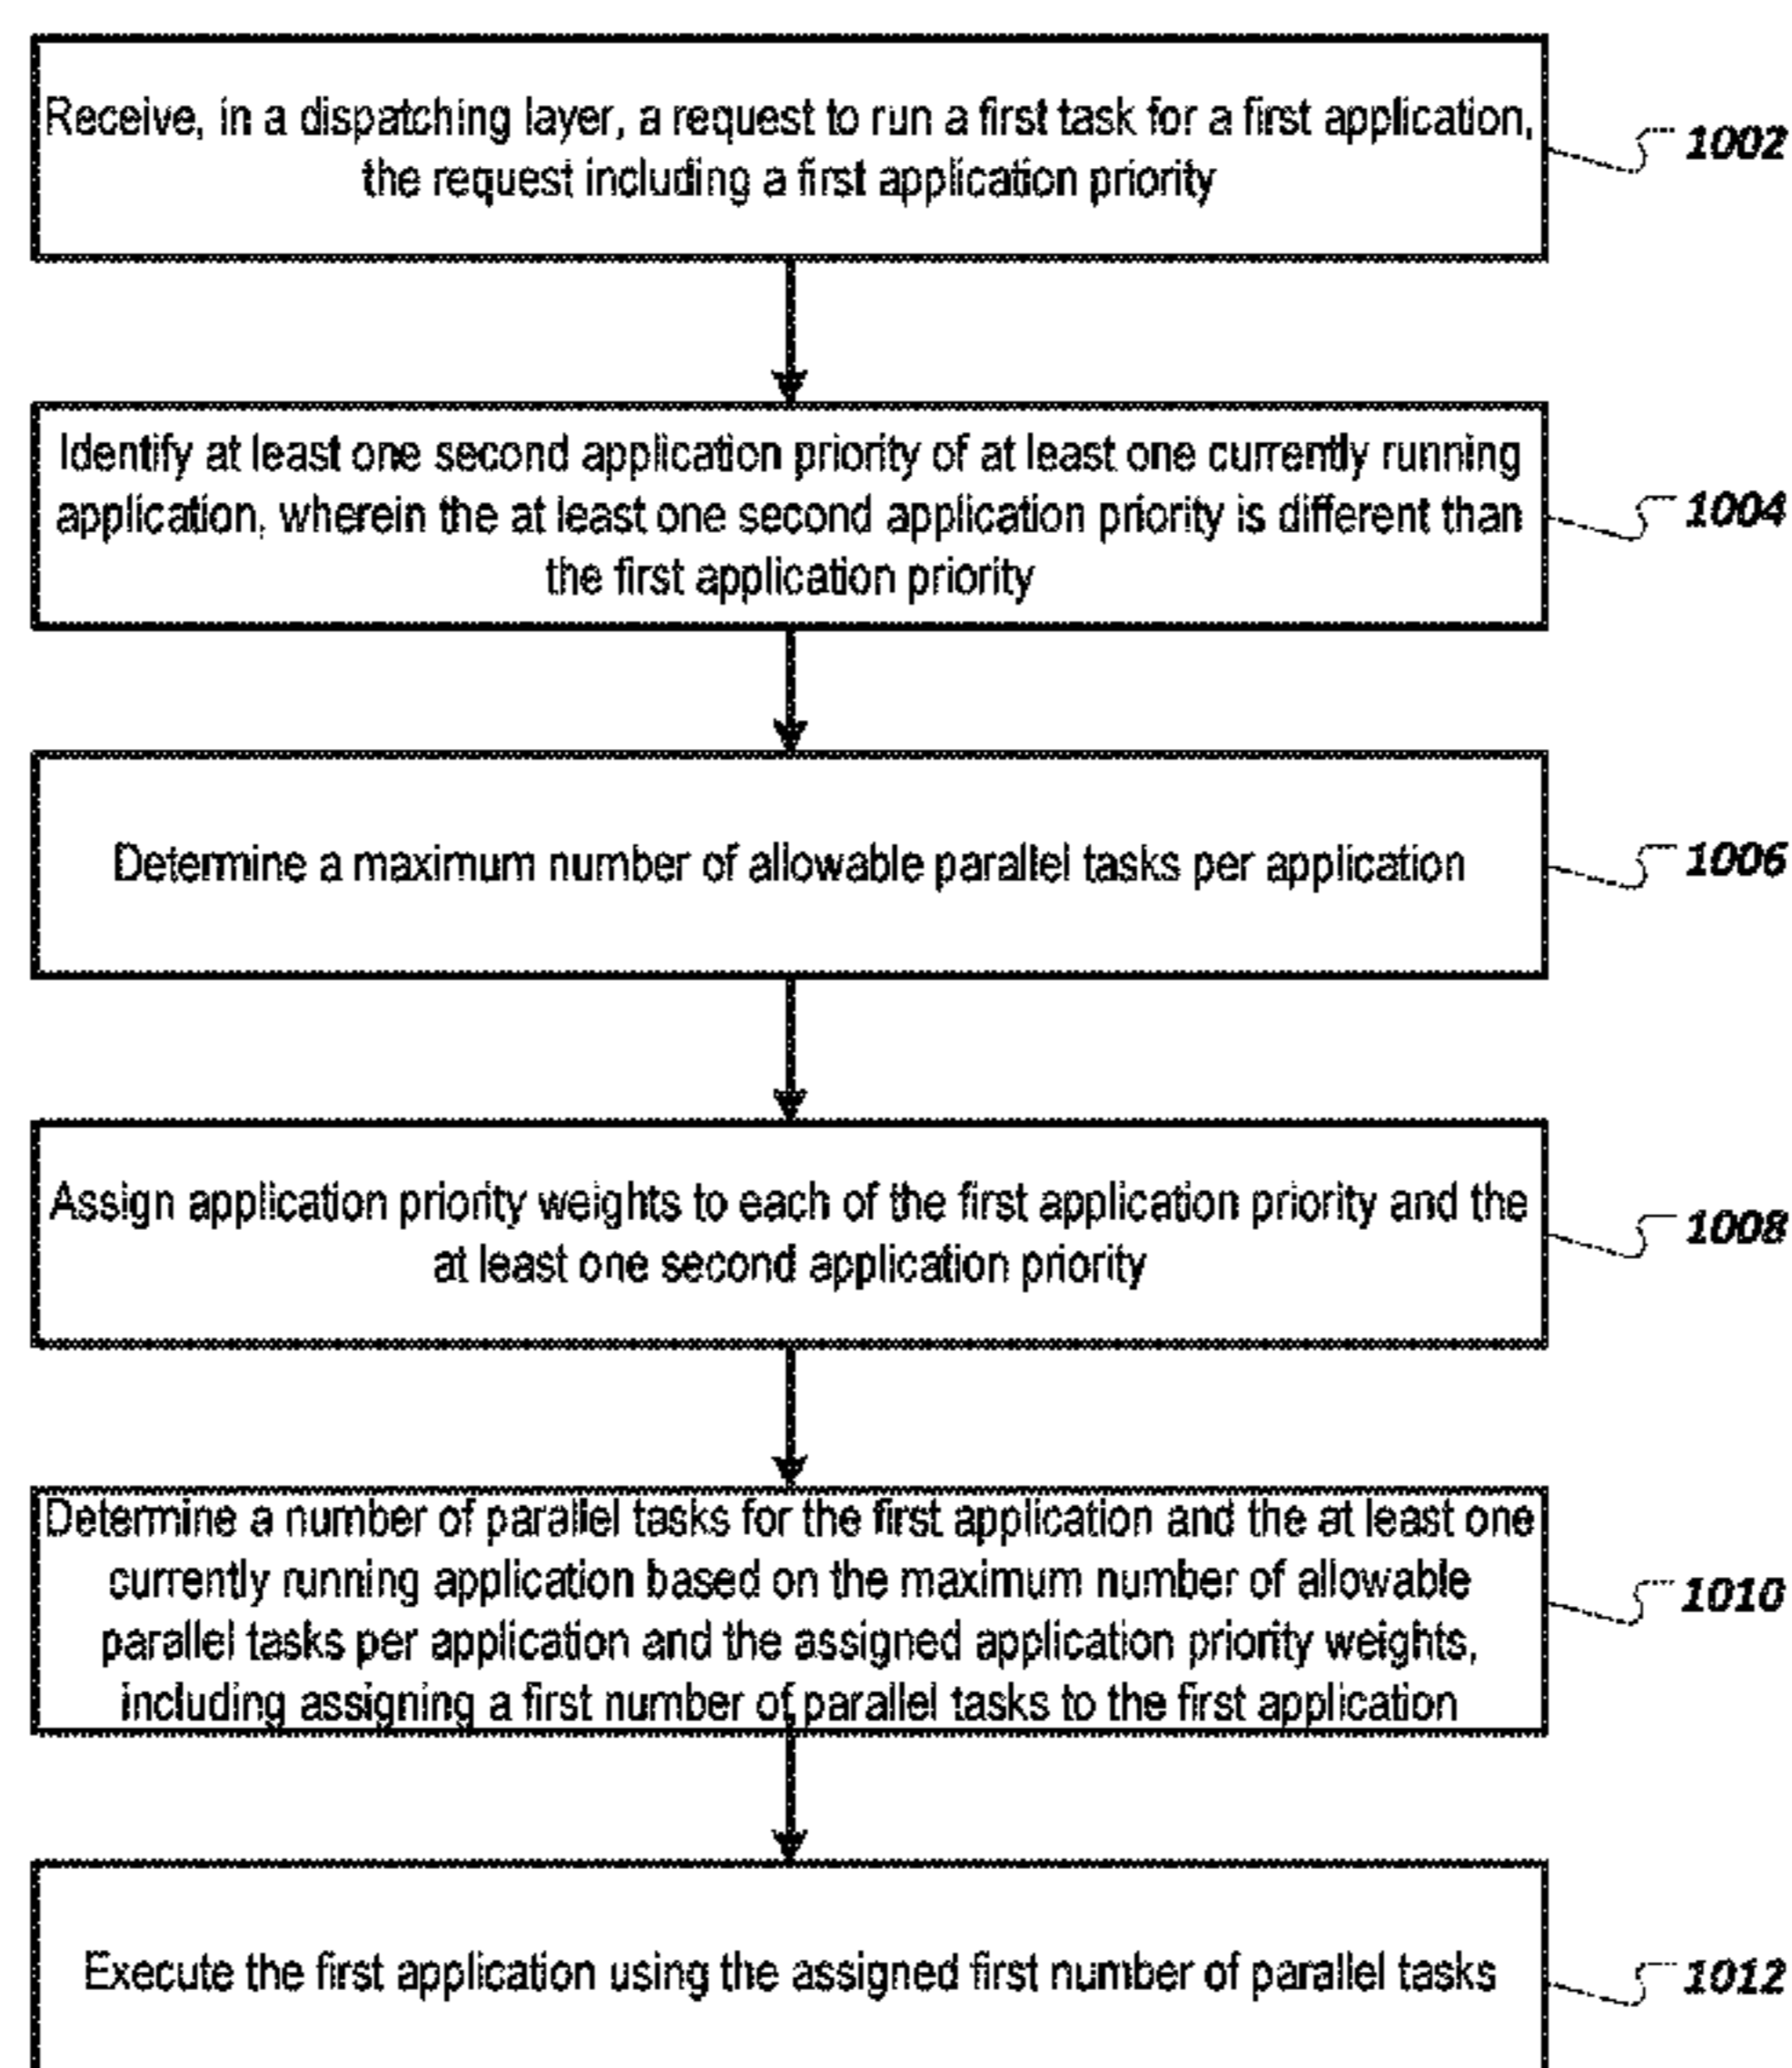 Receive, in a dispatching layer, a request to run a first task for a first application,
the request including a first application priority
1002
Identify at least one second application priority of at least one currently running
application, wherein the at least one second application priority is different than
the first application priority
1004
Determine a maximum number of allowable parallel tasks per application
1006
Assign application priority weights to each of the first application priority and the
at least one second application priority
1008
Determine a number of parallel tasks for the first application and the at least one
currently running application based on the maximum number of allowable
parallel tasks per application and the assigned application priority weights,
including assigning a first number of parallel tasks to the first application
1010
Execute the first application using the assigned first number of parallel tasks
1012